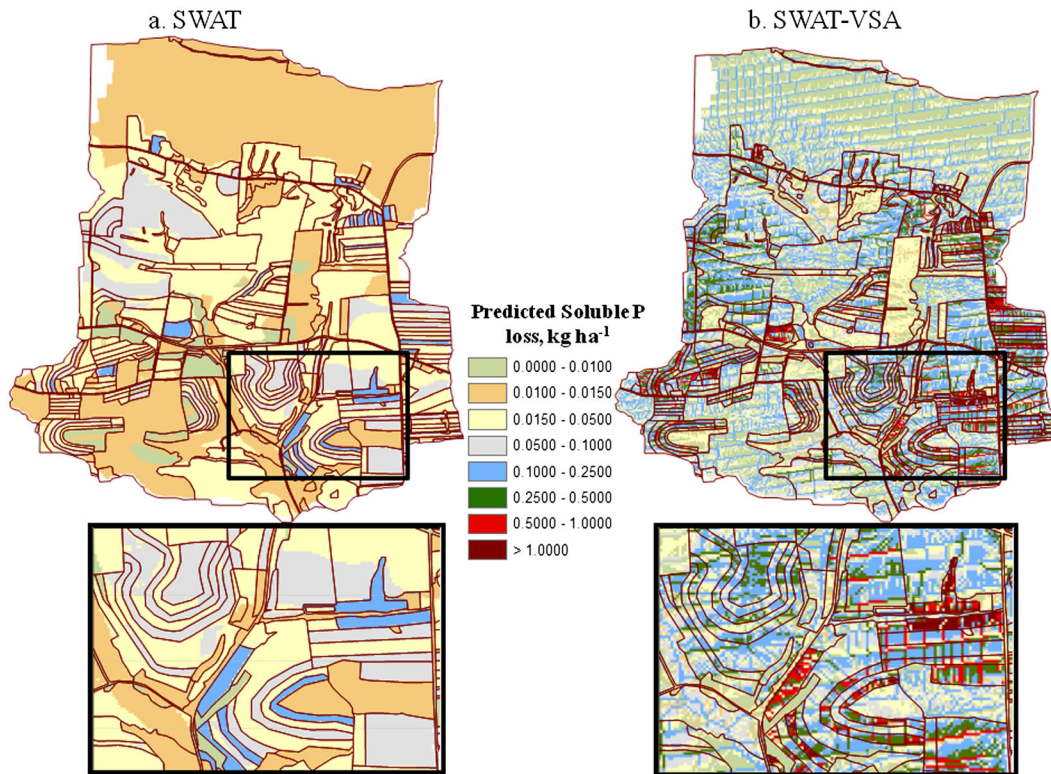 a. SWAT
b. SWAT-VSA
Predicted Soluble P
loss, kg ha⁻¹
0.0000 - 0.0100
0.0100 - 0.0150
0.0150 - 0.0500
0.0500 - 0.1000
0.1000 - 0.2500
0.2500 - 0.5000
0.5000 - 1.0000
> 1.0000